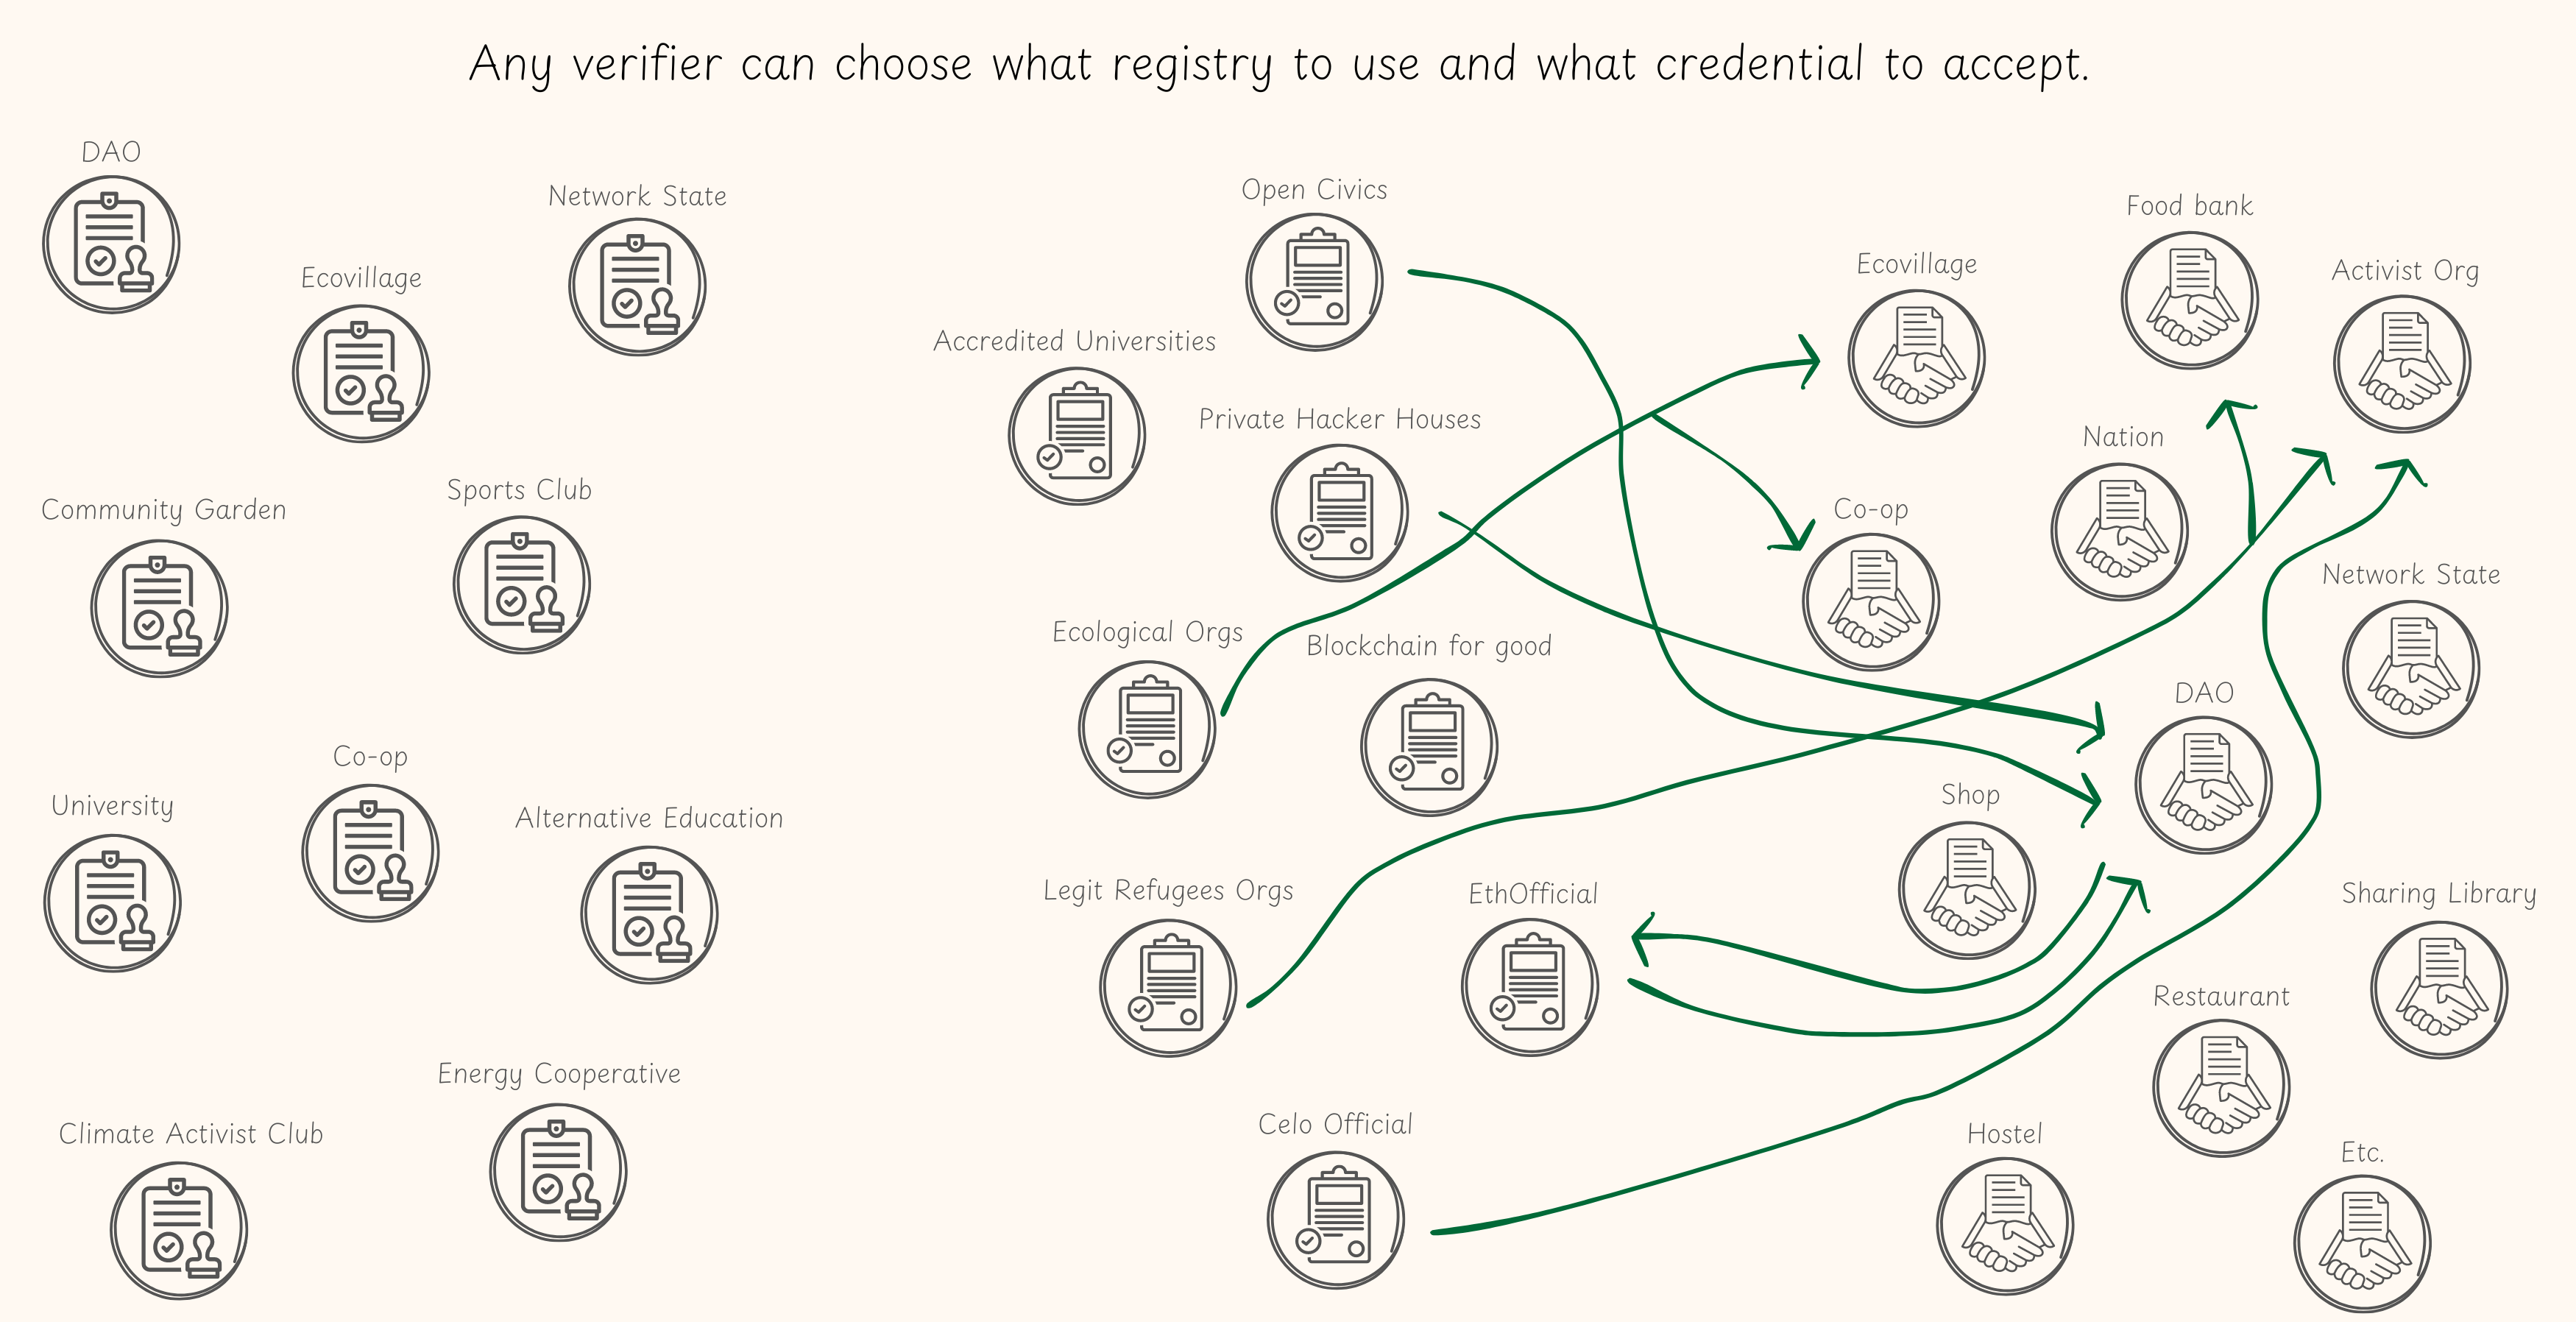 Any verifier can choose what registry to use and what credential to accept.
DAO
Network State
Ecovillage
Community Garden
Sports Club
Co-op
University
Alternative Education
Energy Cooperative
Climate Activist Club
Open Civics
Accredited Universities
Private Hacker Houses
Ecological Orgs
Blockchain for good
Legit Refugees Orgs
EthOfficial
Celo Official
Food bank
Ecovillage
Activist Org
Nation
Co-op
Network State
DAO
Shop
Sharing Library
Restaurant
Hostel
Etc.